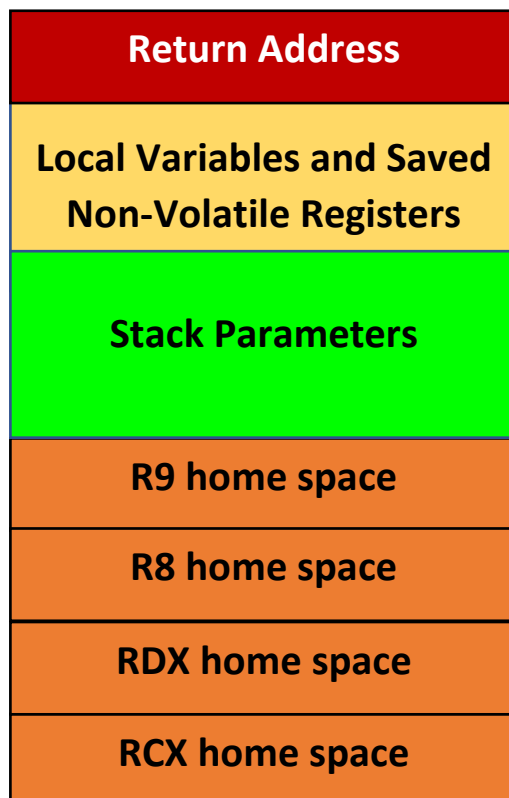 Return Address
Local Variables and Saved
Non-Volatile Registers
Stack Parameters
R9 home space
R8 home space
RDX home space
RCX home space